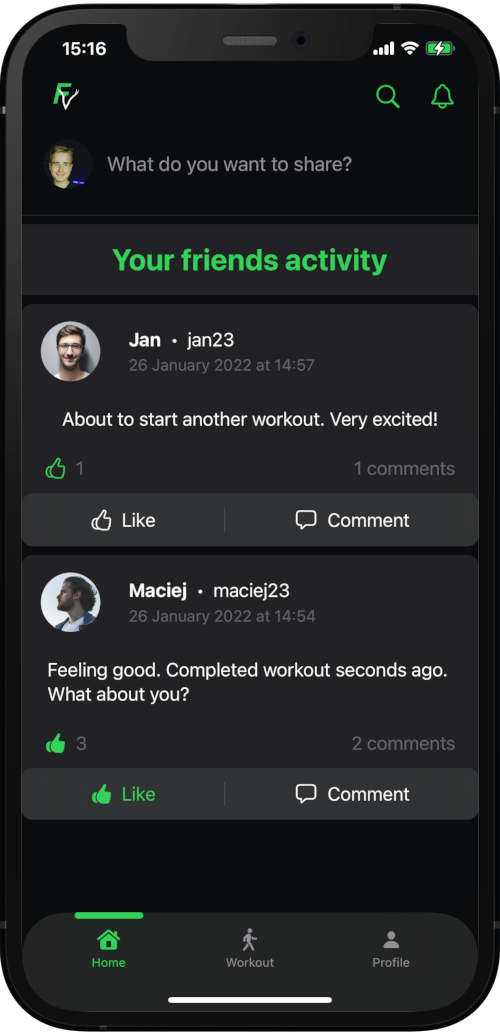 15:16
FV
What do you want to share?
Your friends activity
Jan • jan23
26 January 2022 at 14:57
About to start another workout. Very excited!
1
1 comments
Like
Comment
Maciej • maciej23
26 January 2022 at 14:54
Feeling good. Completed workout seconds ago.
What about you?
3
2 comments
Like
Comment
Home
Workout
Profile